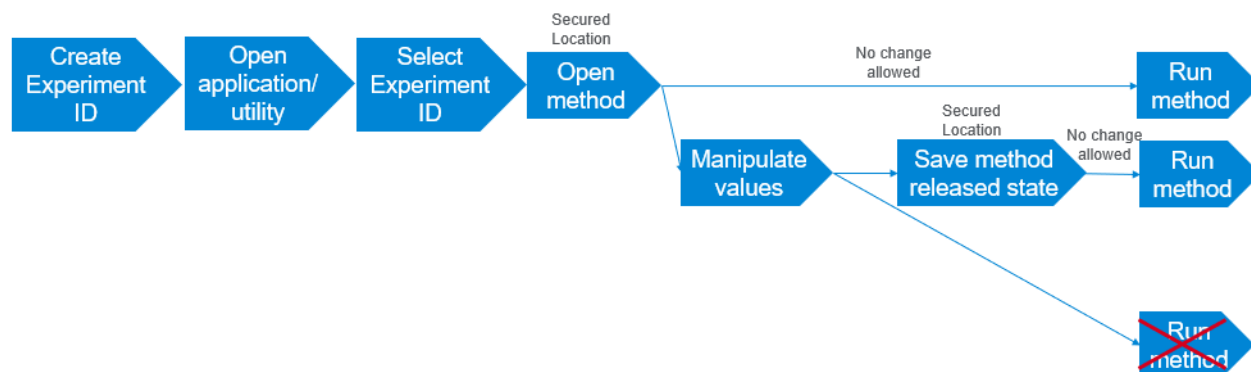 Create
Experiment
ID
Open
application/
utility
Select
Experiment
ID
Secured
Location
Open
method
No change
allowed
Run
method
Manipulate
values
Secured
Location
Save method
released state
No change
allowed
Run
method
Run
method